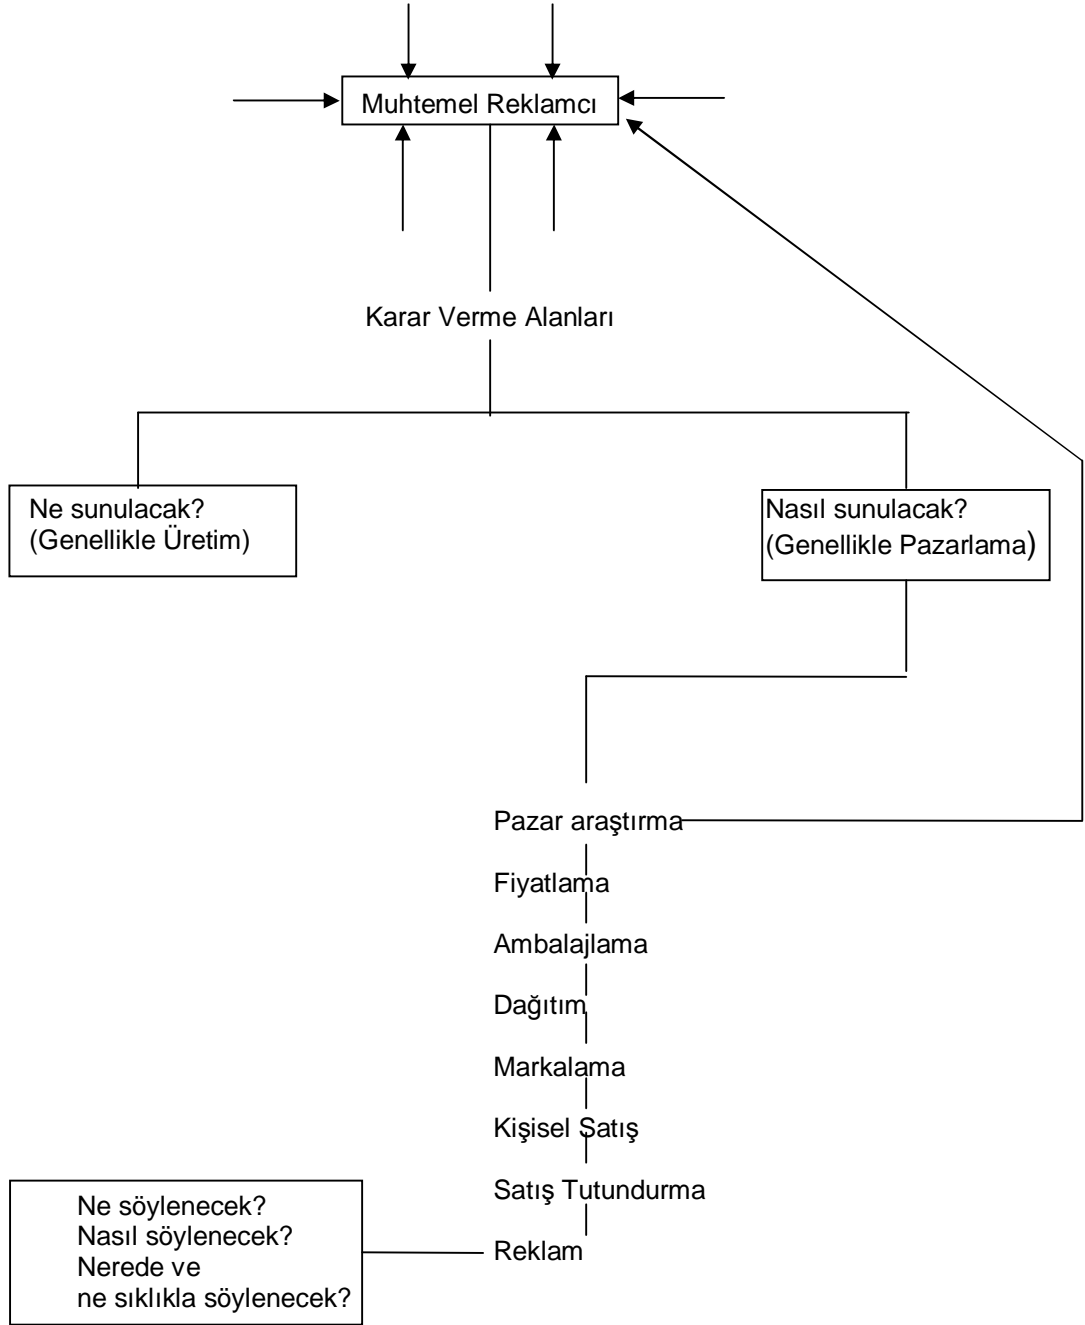 Muhtemel Reklamcı
Karar Verme Alanları
Ne sunulacak?
(Genellikle Üretim)
Nasıl sunulacak?
(Genellikle Pazarlama)
Pazar araştırma
Fiyatlama
Ambalajlama
Dağıtım
Markalama
Kişisel Satış
Satış Tutundurma
Reklam
Ne söylenecek?
Nasıl söylenecek?
Nerede ve
ne sıklıkla söylenecek?